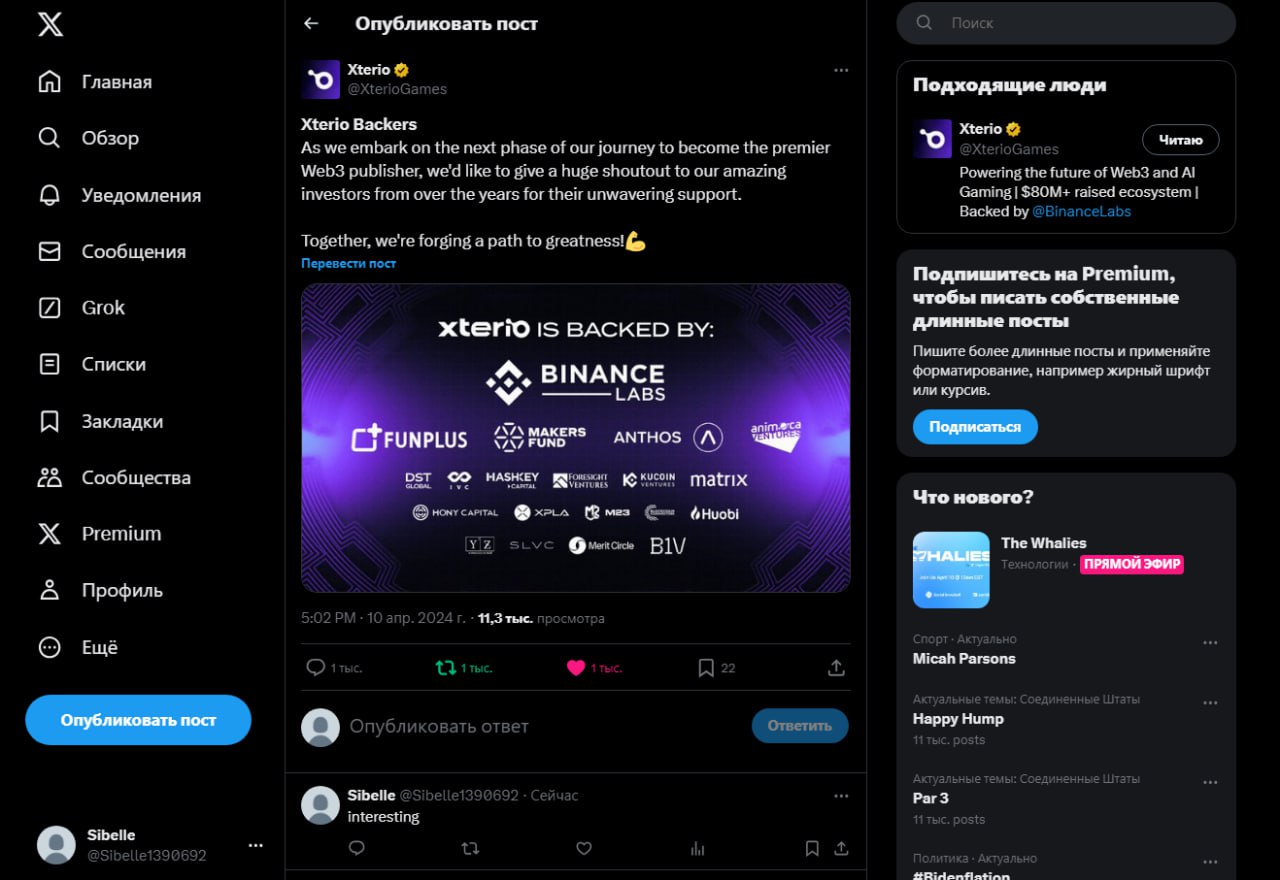 Главная
Обзор
Уведомления
Сообщения
Grok
Списки
Закладки
Сообщества
Premium
Профиль
Ещё
Опубликовать пост
Sibelle
@Sibelle1390692
Опубликовать пост
Xterio
@XterioGames
Xterio Backers
As we embark on the next phase of our journey to become the premier
Web3 publisher, we'd like to give a huge shoutout to our amazing
investors from over the years for their unwavering support.
Together, we're forging a path to greatness!💪
Перевести пост
xterio IS BACKED BY:
BINANCE
LABS
FUNPLUS
MAKERS
FUND
ANTHOS
animoca
VENTURES
DST
GLOBAL
IVC
HASHKEY
CAPITAL
FORESIGHT
VENTURES
KUCOIN
VENTURES
matrix
HONY CAPITAL
XPLA
M23
Huobi
YZ
SLVC
Merit Circle
B1V
5:02 PM · 10 апр. 2024 г. · 11,3 тыс. просмотра
1 тыс.
1 тыс.
1 тыс.
22
Опубликовать ответ
Ответить
Sibelle @Sibelle1390692 · Сейчас
interesting
Поиск
Подходящие люди
Xterio
@XterioGames
Читаю
Powering the future of Web3 and AI
Gaming | $80M+ raised ecosystem |
Backed by @BinanceLabs
Подпишитесь на Premium,
чтобы писать собственные
длинные посты
Пишите более длинные посты и применяйте
форматирование, например жирный шрифт
или курсив.
Подписаться
Что нового?
The Whalies
Технологии · ПРЯМОЙ ЭФИР
Спорт · Актуально
Micah Parsons
Актуальные темы: Соединенные Штаты
Happy Hump
11 тыс. posts
Актуальные темы: Соединенные Штаты
Par 3
11 тыс. posts
Политика · Актуально
#Bidenflation